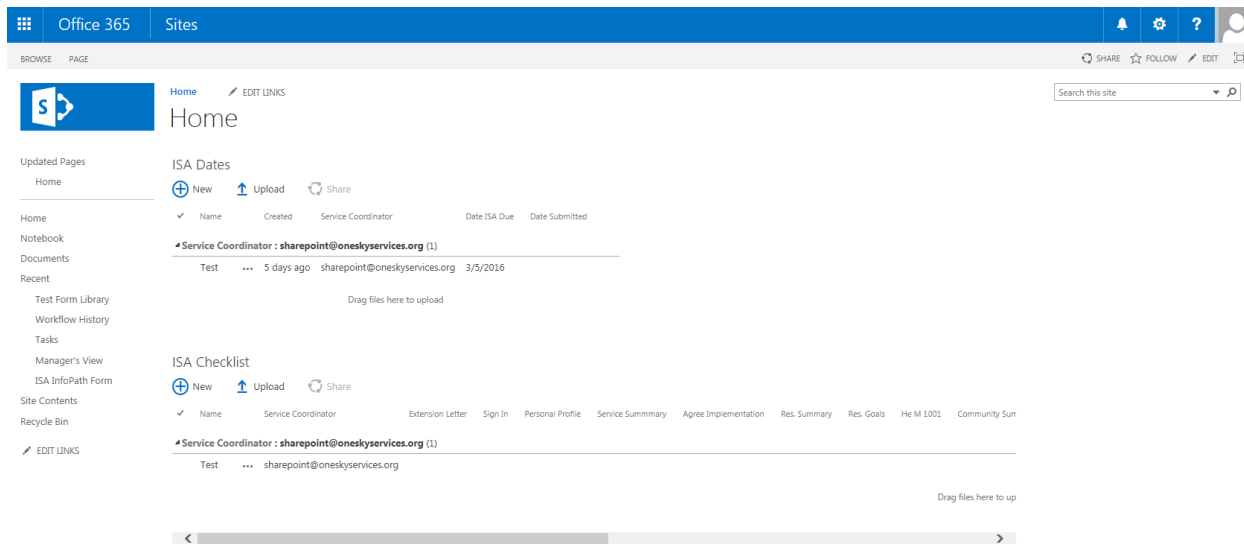 Office 365 Sites ?
BROWSE PAGE SHARE FOLLOW EDIT
S
Home EDIT LINKS Search this site
Home
Updated Pages
Home
Home
Notebook
Documents
Recent
Test Form Library
Workflow History
Tasks
Manager's View
ISA InfoPath Form
Site Contents
Recycle Bin
EDIT LINKS
ISA Dates
New Upload Share
Name Created Service Coordinator Date ISA Due Date Submitted
Service Coordinator : sharepoint@oneskyservices.org (1)
Test ... 5 days ago sharepoint@oneskyservices.org 3/5/2016
Drag files here to upload
ISA Checklist
New Upload Share
Name Service Coordinator Extension Letter Sign In Personal Profile Service Summmary Agree Implementation Res. Summary Res. Goals He M 1001 Community Sum
Service Coordinator : sharepoint@oneskyservices.org (1)
Test ... sharepoint@oneskyservices.org
Drag files here to up